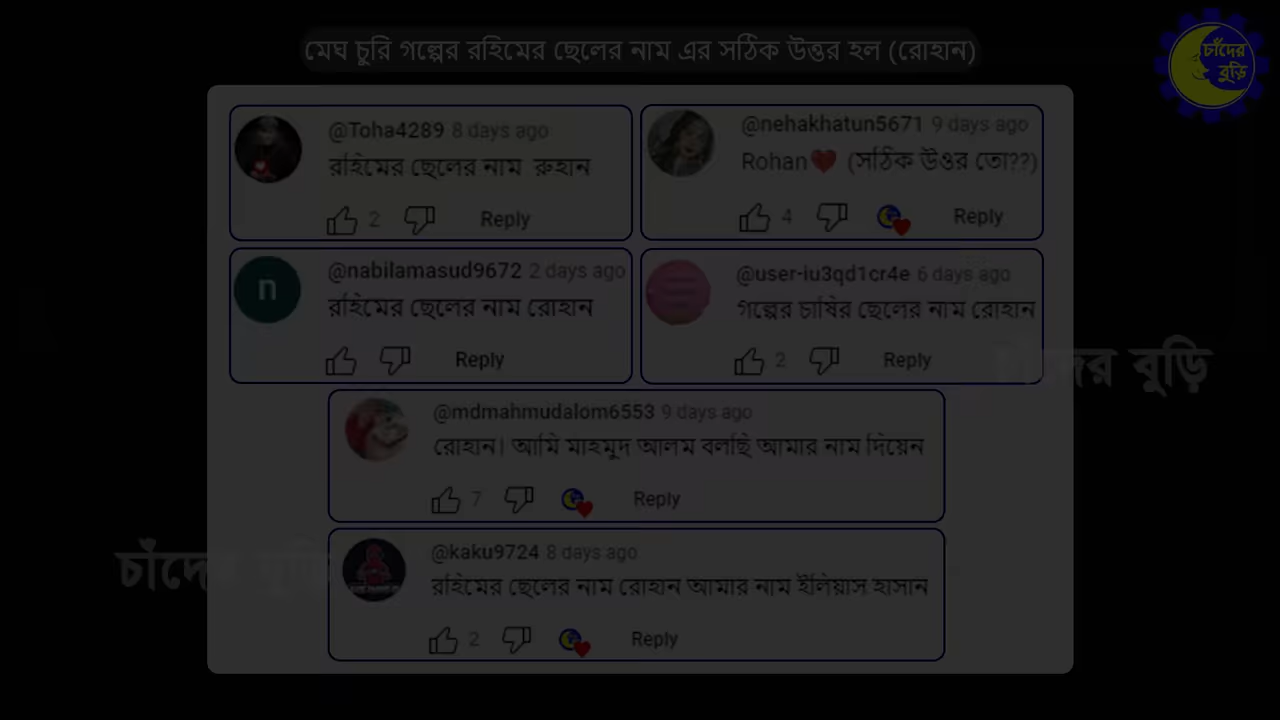 মেঘ চুরি গল্পের রহিমের ছেলের নাম এর সঠিক উত্তর হল (রোহান)
চাঁদের
বুড়ি
@Toha4289 8 days ago
রহিমের ছেলের নাম রুহান
2 Reply
@nehakhatun5671 9 days ago
Rohan❤️ (সঠিক উওর তো??)
4 Reply
@nabilamasud9672 2 days ago
n
রহিমের ছেলের নাম রোহান
Reply
@user-iu3qd1cr4e 6 days ago
গল্পের চাষির ছেলের নাম রোহান
2 Reply
চাঁদের বুড়ি
@mdmahmudalom6553 9 days ago
রোহান। আমি মাহমুদ আলম বলছি আমার নাম দিয়েন
7 Reply
চাঁদের বুড়ি
@kaku9724 8 days ago
রহিমের ছেলের নাম রোহান আমার নাম ইলিয়াস হাসান
2 Reply